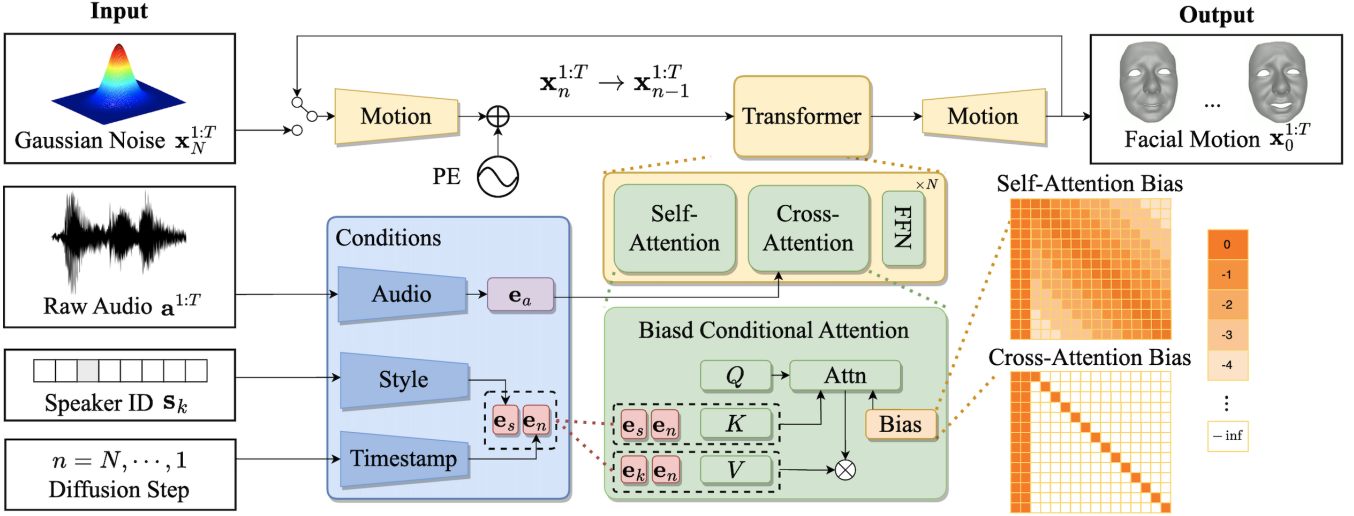 Input
Output
Gaussian Noise 𝐱_N^{1:T}
Motion
𝐱_n^{1:T} → 𝐱_{n−1}^{1:T}
Transformer
Motion
...
Facial Motion 𝐱_0^{1:T}
PE
Raw Audio 𝐚^{1:T}
Conditions
Audio
𝐞_a
Self-
Attention
Cross-
Attention
FFN
×N
Self-Attention Bias
0
-1
-2
-3
-4
⋮
− inf
Speaker ID 𝐬_k
Style
𝐞_s 𝐞_n
Biasd Conditional Attention
Q
Attn
𝐞_s 𝐞_n
K
Bias
𝐞_k 𝐞_n
V
Cross-Attention Bias
n = N, ⋯, 1
Diffusion Step
Timestamp